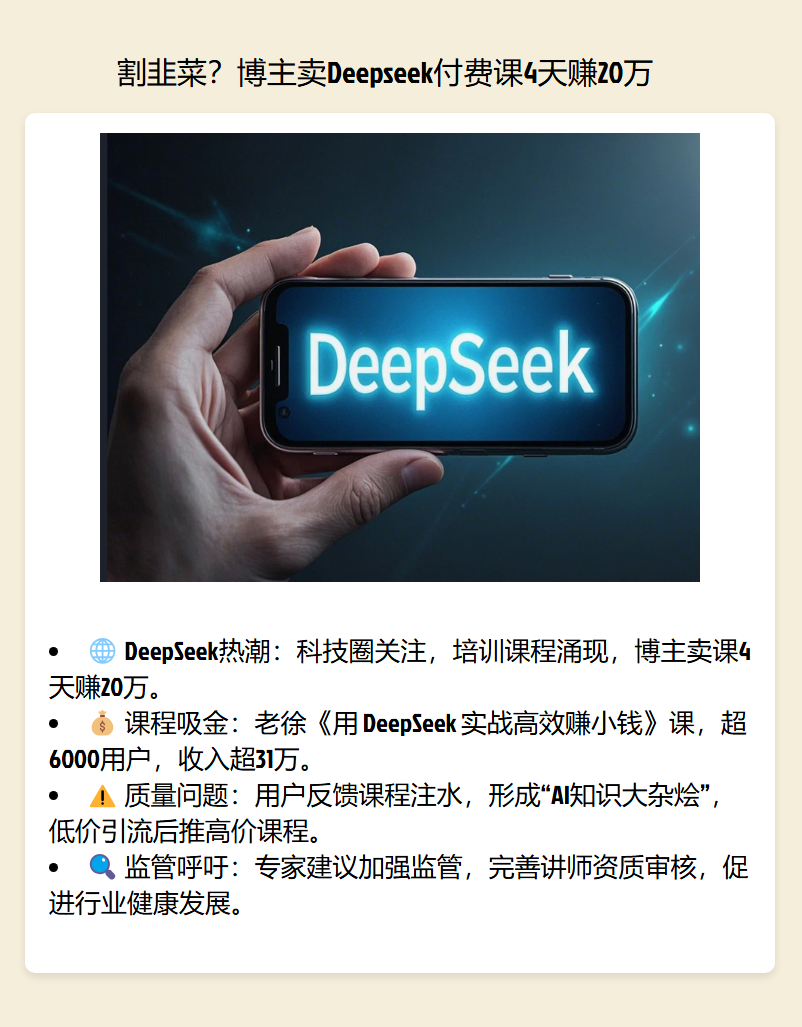 割韭菜？博主卖Deepseek付费课4天赚20万
DeepSeek
• 🌐 DeepSeek热潮：科技圈关注，培训课程涌现，博主卖课4
天赚20万。
• 💰 课程吸金：老徐《用 DeepSeek 实战高效赚小钱》课，超
6000用户，收入超31万。
• ⚠️ 质量问题：用户反馈课程注水，形成“AI知识大杂烩”，
低价引流后推高价课程。
• 🔍 监管呼吁：专家建议加强监管，完善讲师资质审核，促
进行业健康发展。